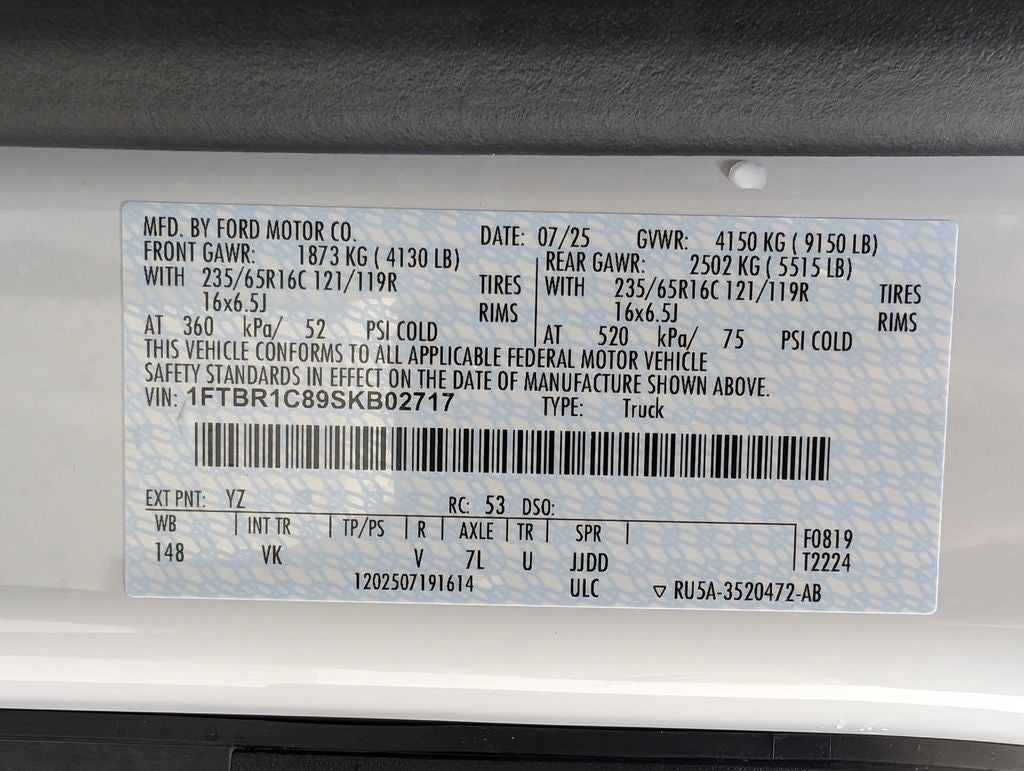 MFD. BY FORD MOTOR CO. DATE: 07/25 GVWR: 4150 KG ( 9150 LB)
FRONT GAWR: 1873 KG ( 4130 LB) REAR GAWR: 2502 KG ( 5515 LB)
WITH 235/65R16C 121/119R TIRES WITH 235/65R16C 121/119R TIRES
16x6.5J RIMS 16x6.5J RIMS
AT 360 kPa/ 52 PSI COLD AT 520 kPa/ 75 PSI COLD
THIS VEHICLE CONFORMS TO ALL APPLICABLE FEDERAL MOTOR VEHICLE
SAFETY STANDARDS IN EFFECT ON THE DATE OF MANUFACTURE SHOWN ABOVE.
VIN: 1FTBR1C89SKB02717 TYPE: Truck
EXT PNT: YZ RC: 53 DSO:
WB INT TR TP/PS R AXLE TR SPR F0819
148 VK V 7L U JJDD T2224
1202507191614 ULC ▽ RU5A-3520472-AB